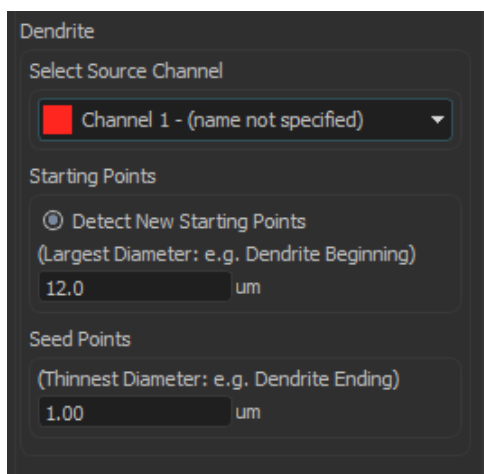 Dendrite
Select Source Channel
Channel 1 - (name not specified)
Starting Points
Detect New Starting Points
(Largest Diameter: e.g. Dendrite Beginning)
12.0 um
Seed Points
(Thinnest Diameter: e.g. Dendrite Ending)
1.00 um